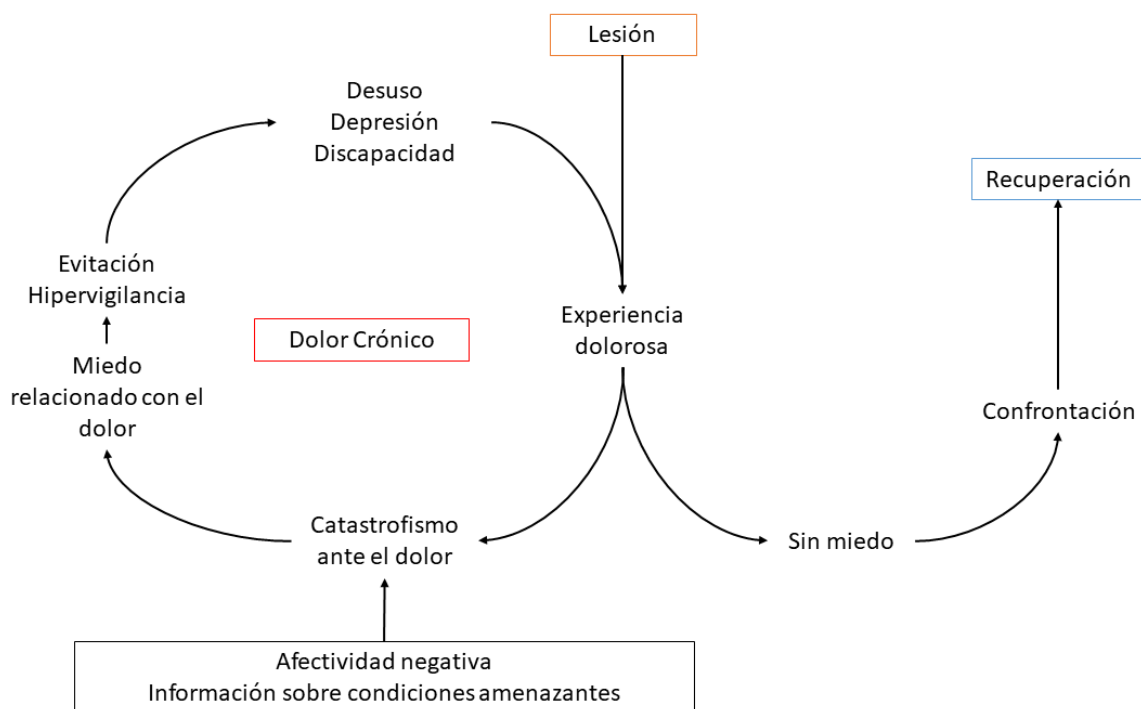 Lesión
Desuso
Depresión
Discapacidad
Recuperación
Evitación
Hipervigilancia
Experiencia
dolorosa
Dolor Crónico
Miedo
relacionado con el
dolor
Confrontación
Catastrofismo
ante el dolor
Sin miedo
Afectividad negativa
Información sobre condiciones amenazantes